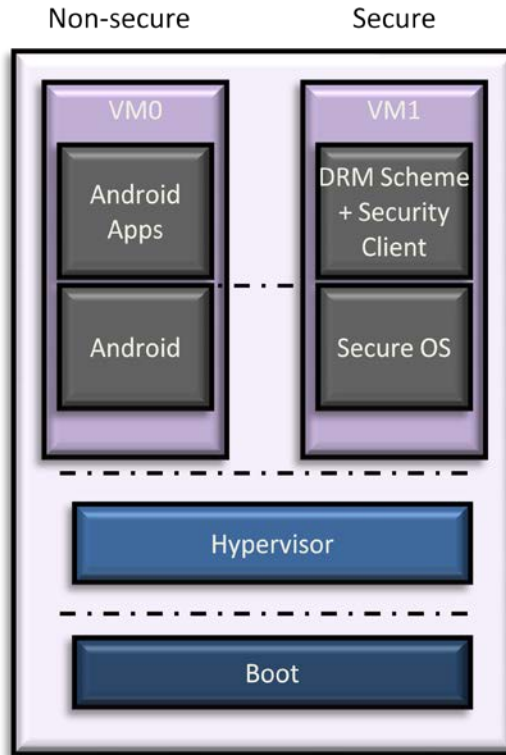 Non-secure
Secure
VM0
VM1
Android
Apps
DRM Scheme
+ Security
Client
Android
Secure OS
Hypervisor
Boot